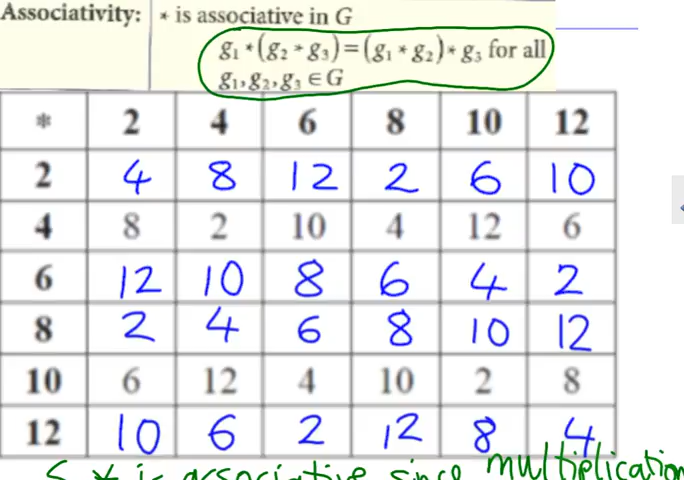 Associativity: * is associative in G
g₁ * (g₂ * g₃) = (g₁ * g₂) * g₃ for all
g₁, g₂, g₃ ∈ G
* 2 4 6 8 10 12
2 4 8 12 2 6 10
4 8 2 10 4 12 6
6 12 10 8 6 4 2
8 2 4 6 8 10 12
10 6 12 4 10 2 8
12 10 6 2 12 8 4
* is associative since multiplication